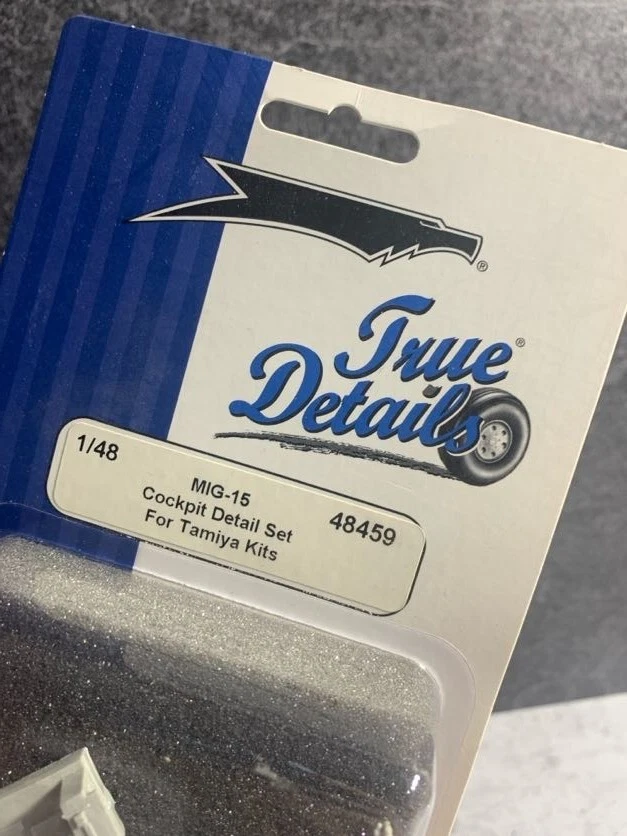 ®
True®
Details
1/48
MIG-15
Cockpit Detail Set
For Tamiya Kits
48459